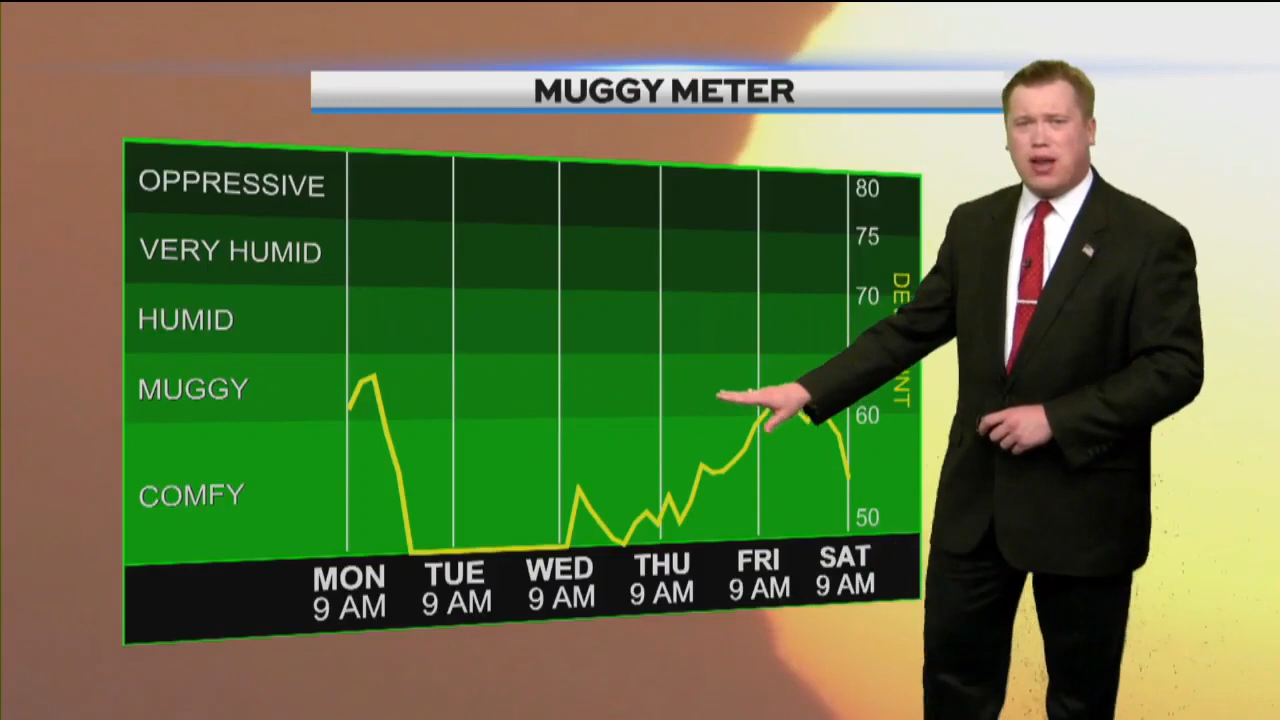 MUGGY METER
OPPRESSIVE
VERY HUMID
HUMID
MUGGY
COMFY
80
75
70
60
50
MON
9 AM
TUE
9 AM
WED
9 AM
THU
9 AM
FRI
9 AM
SAT
9 AM